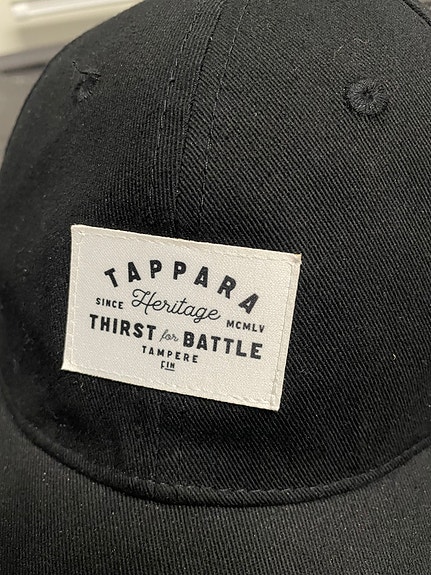 TAPPARA
SINCE Heritage MCMLV
THIRST for BATTLE
TAMPERE
FIN